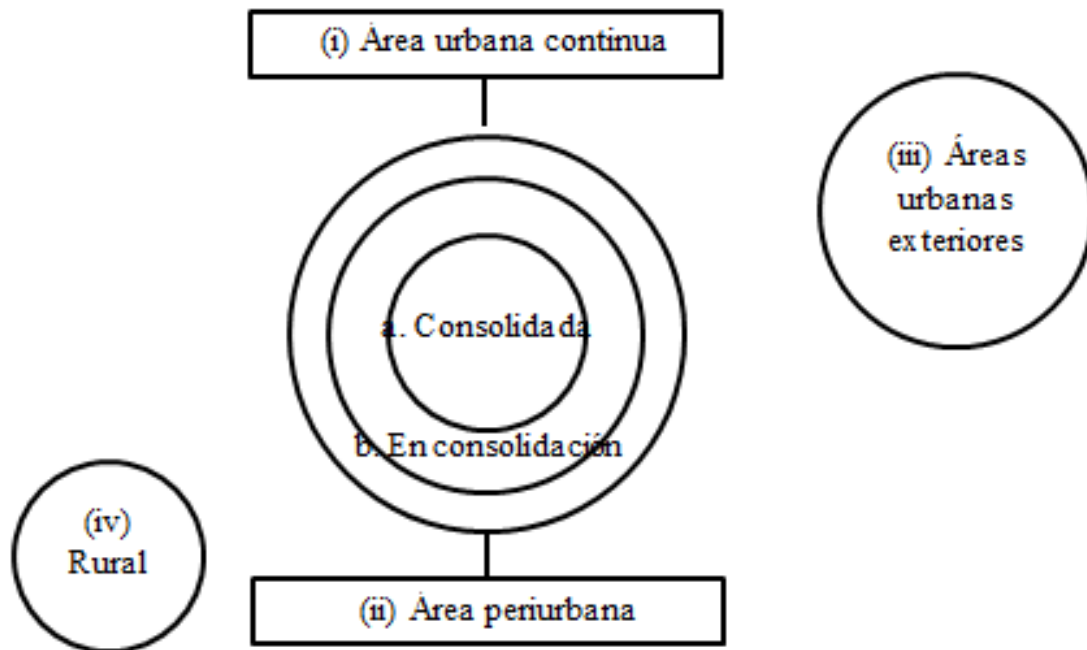 (i) Área urbana continua
(iii) Áreas
urbanas
exteriores
a. Consolidada
b. En consolidación
(iv)
Rural
(ii) Área periurbana